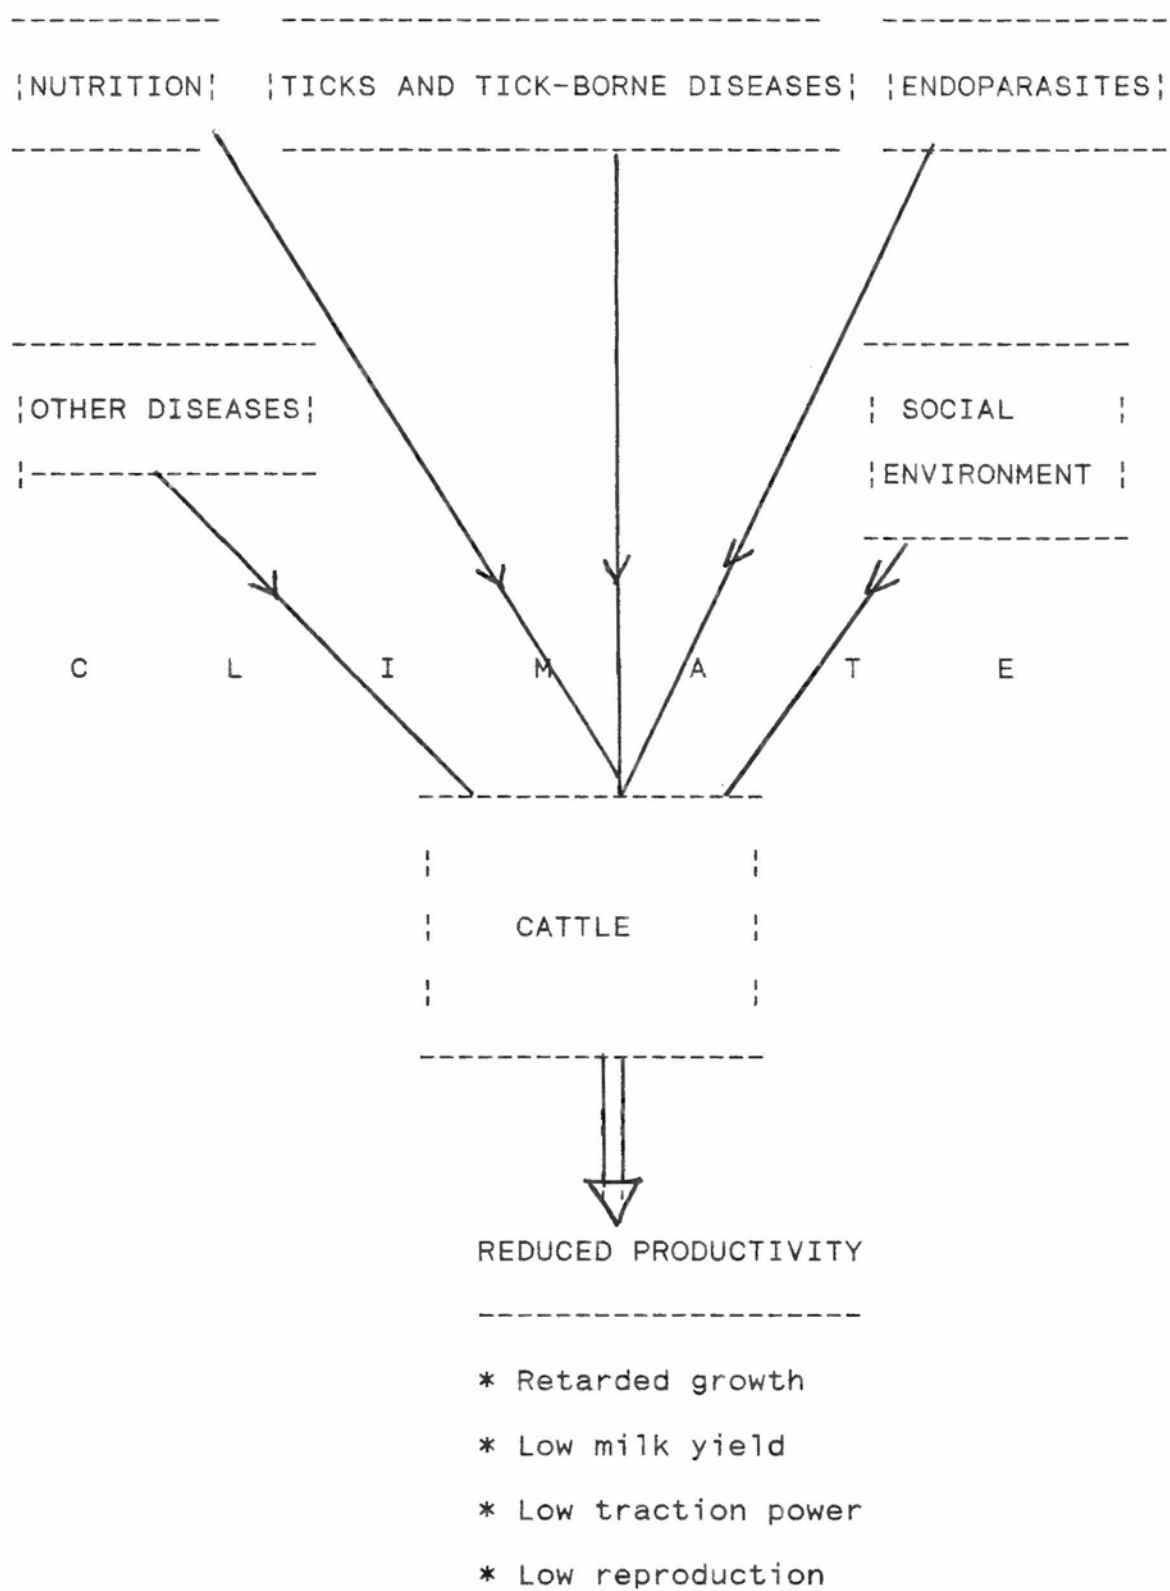 NUTRITION
TICKS AND TICK-BORNE DISEASES
ENDOPARASITES
OTHER DISEASES
SOCIAL
ENVIRONMENT
C L I M A T E
CATTLE
REDUCED PRODUCTIVITY
* Retarded growth
* Low milk yield
* Low traction power
* Low reproduction